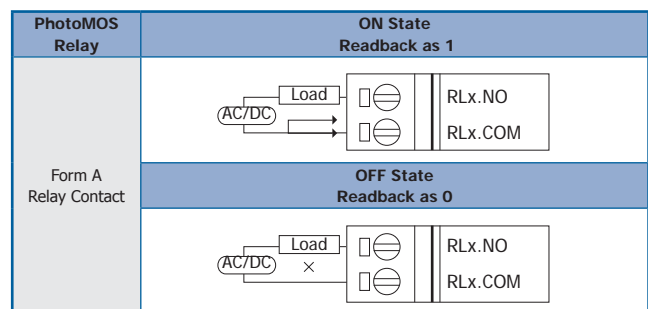 PhotoMOS
Relay
ON State
Readback as 1
Load
AC/DC
RLx.NO
RLx.COM
Form A
Relay Contact
OFF State
Readback as 0
Load
AC/DC
×
RLx.NO
RLx.COM